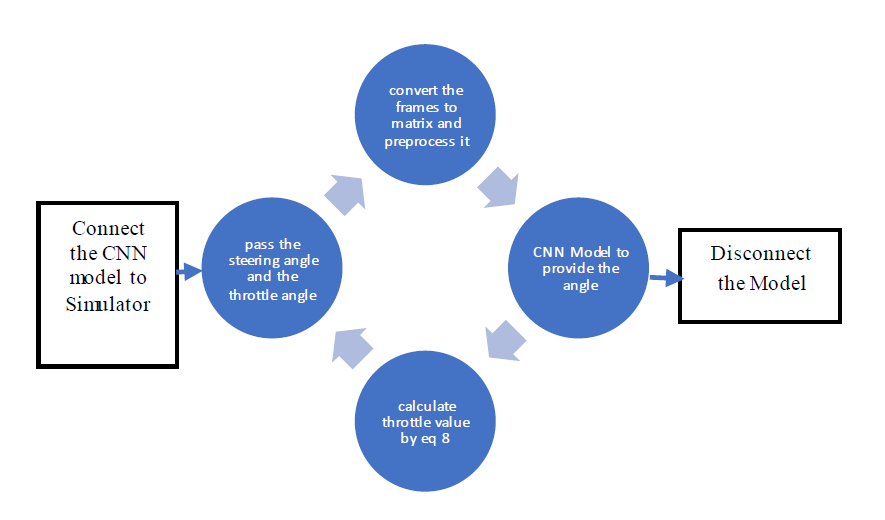 convert the
frames to
matrix and
preprocess it
Connect
the CNN
model to
Simulator
pass the
steering angle
and the
throttle angle
CNN Model to
provide the
angle
Disconnect
the Model
calculate
throttle value
by eq 8